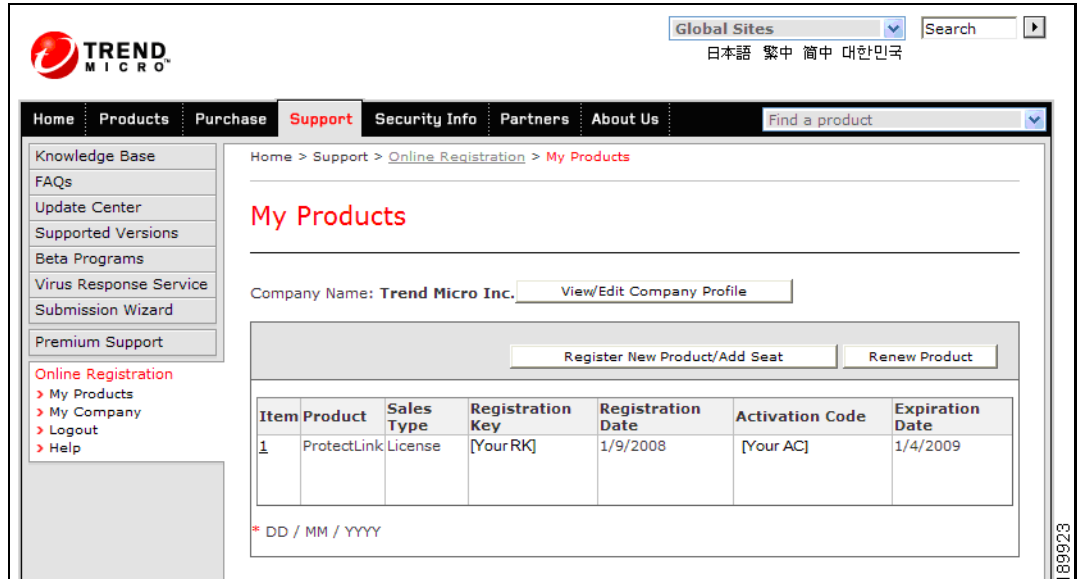 TREND
MICRO™
Global Sites
Search
日本語 繁中 简中 대한민국
Home Products Purchase Support Security Info Partners About Us
Find a product
Knowledge Base
FAQs
Update Center
Supported Versions
Beta Programs
Virus Response Service
Submission Wizard
Premium Support
Online Registration
My Products
My Company
Logout
Help
Home > Support > Online Registration > My Products
My Products
Company Name: Trend Micro Inc.
View/Edit Company Profile
Register New Product/Add Seat
Renew Product
Item Product Sales Type Registration Key Registration Date Activation Code Expiration Date
1 ProtectLink License [Your RK] 1/9/2008 [Your AC] 1/4/2009
* DD / MM / YYYY
189923